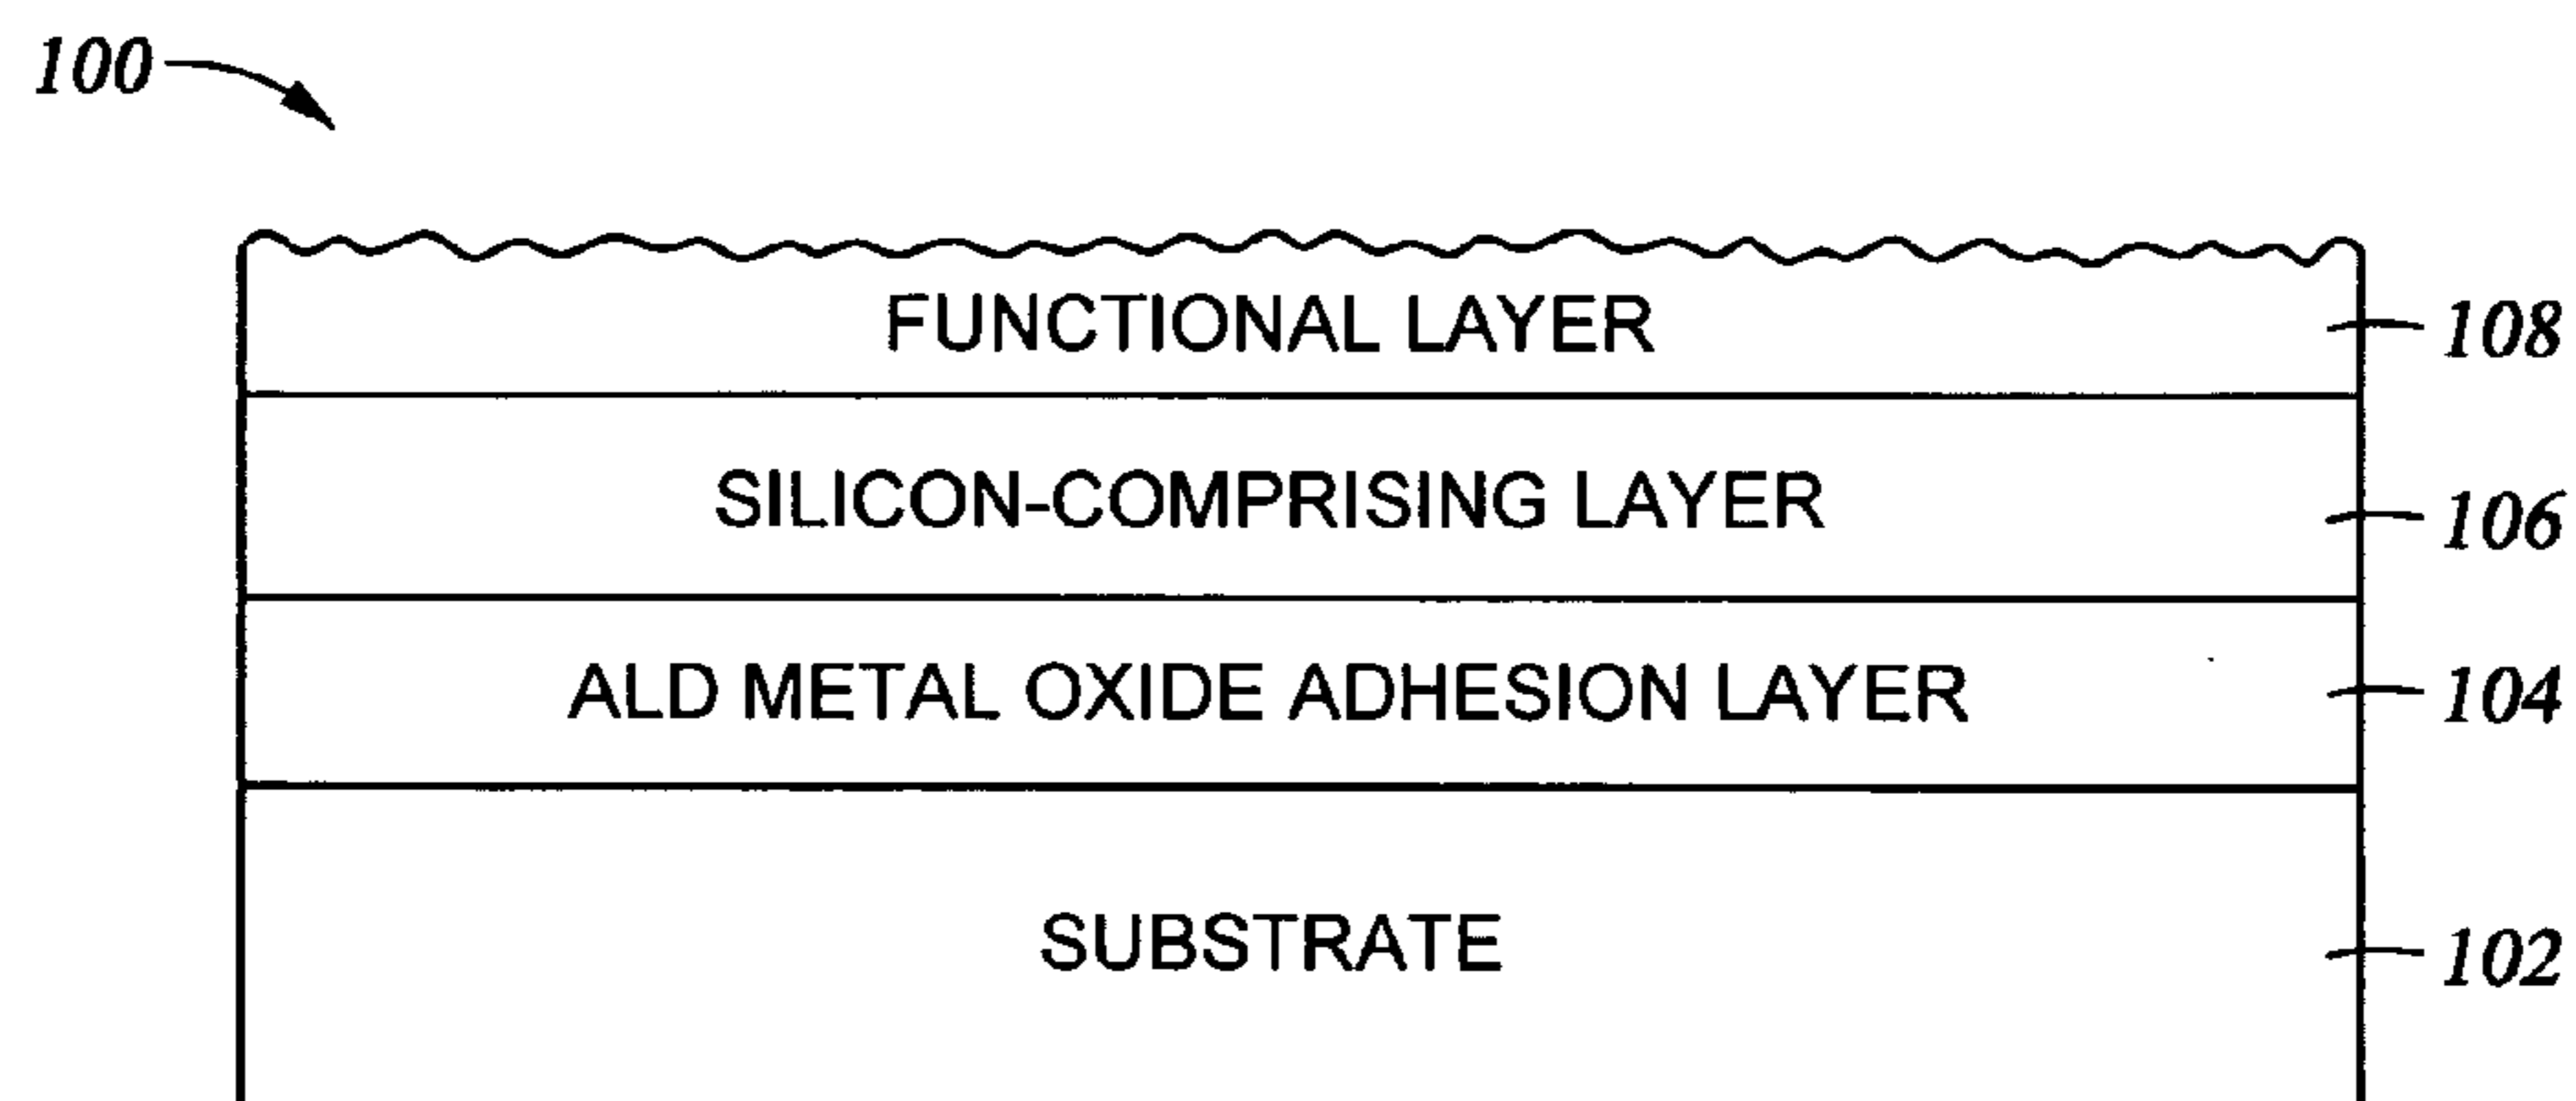 100
FUNCTIONAL LAYER 108
SILICON-COMPRISING LAYER 106
ALD METAL OXIDE ADHESION LAYER 104
SUBSTRATE 102